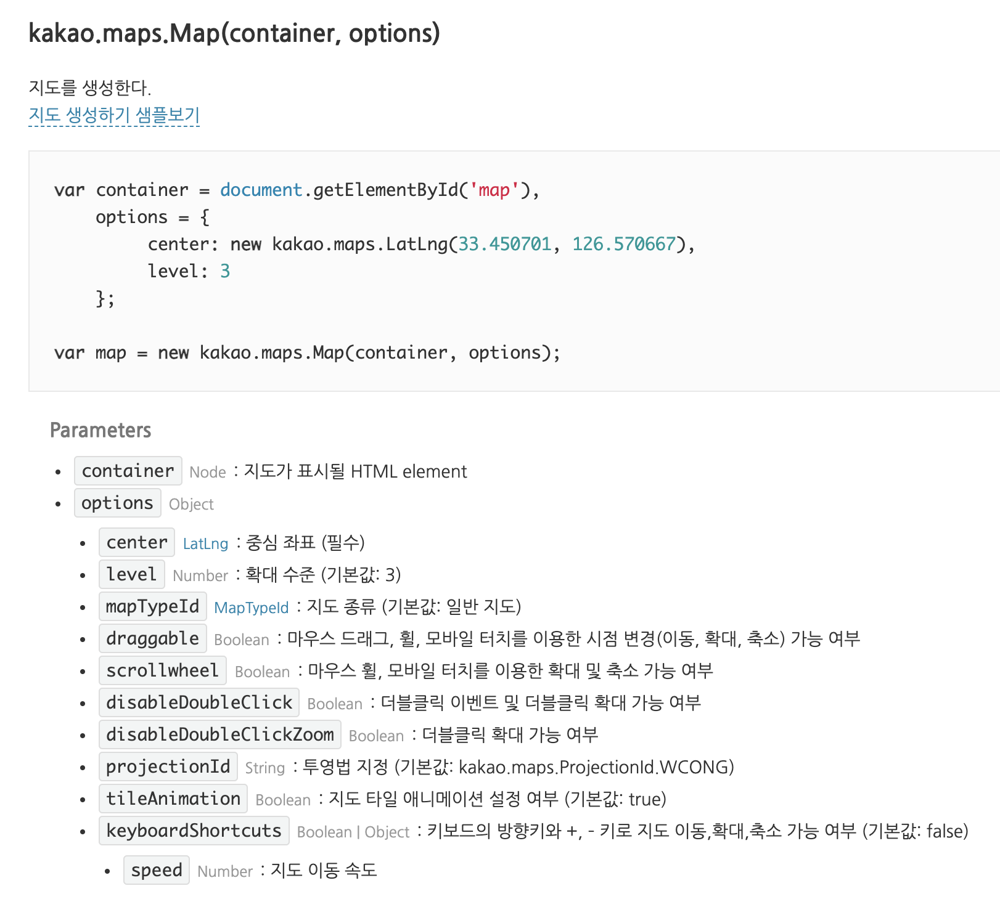 kakao.maps.Map(container, options)
지도를 생성한다.
지도 생성하기 샘플보기
var container = document.getElementById('map'),
    options = {
         center: new kakao.maps.LatLng(33.450701, 126.570667),
         level: 3
    };
var map = new kakao.maps.Map(container, options);
Parameters
• container Node : 지도가 표시될 HTML element
• options Object
• center LatLng : 중심 좌표 (필수)
• level Number : 확대 수준 (기본값: 3)
• mapTypeId MapTypeId : 지도 종류 (기본값: 일반 지도)
• draggable Boolean : 마우스 드래그, 휠, 모바일 터치를 이용한 시점 변경(이동, 확대, 축소) 가능 여부
• scrollwheel Boolean : 마우스 휠, 모바일 터치를 이용한 확대 및 축소 가능 여부
• disableDoubleClick Boolean : 더블클릭 이벤트 및 더블클릭 확대 가능 여부
• disableDoubleClickZoom Boolean : 더블클릭 확대 가능 여부
• projectionId String : 투영법 지정 (기본값: kakao.maps.ProjectionId.WCONG)
• tileAnimation Boolean : 지도 타일 애니메이션 설정 여부 (기본값: true)
• keyboardShortcuts Boolean | Object : 키보드의 방향키와 +, - 키로 지도 이동,확대,축소 가능 여부 (기본값: false)
• speed Number : 지도 이동 속도